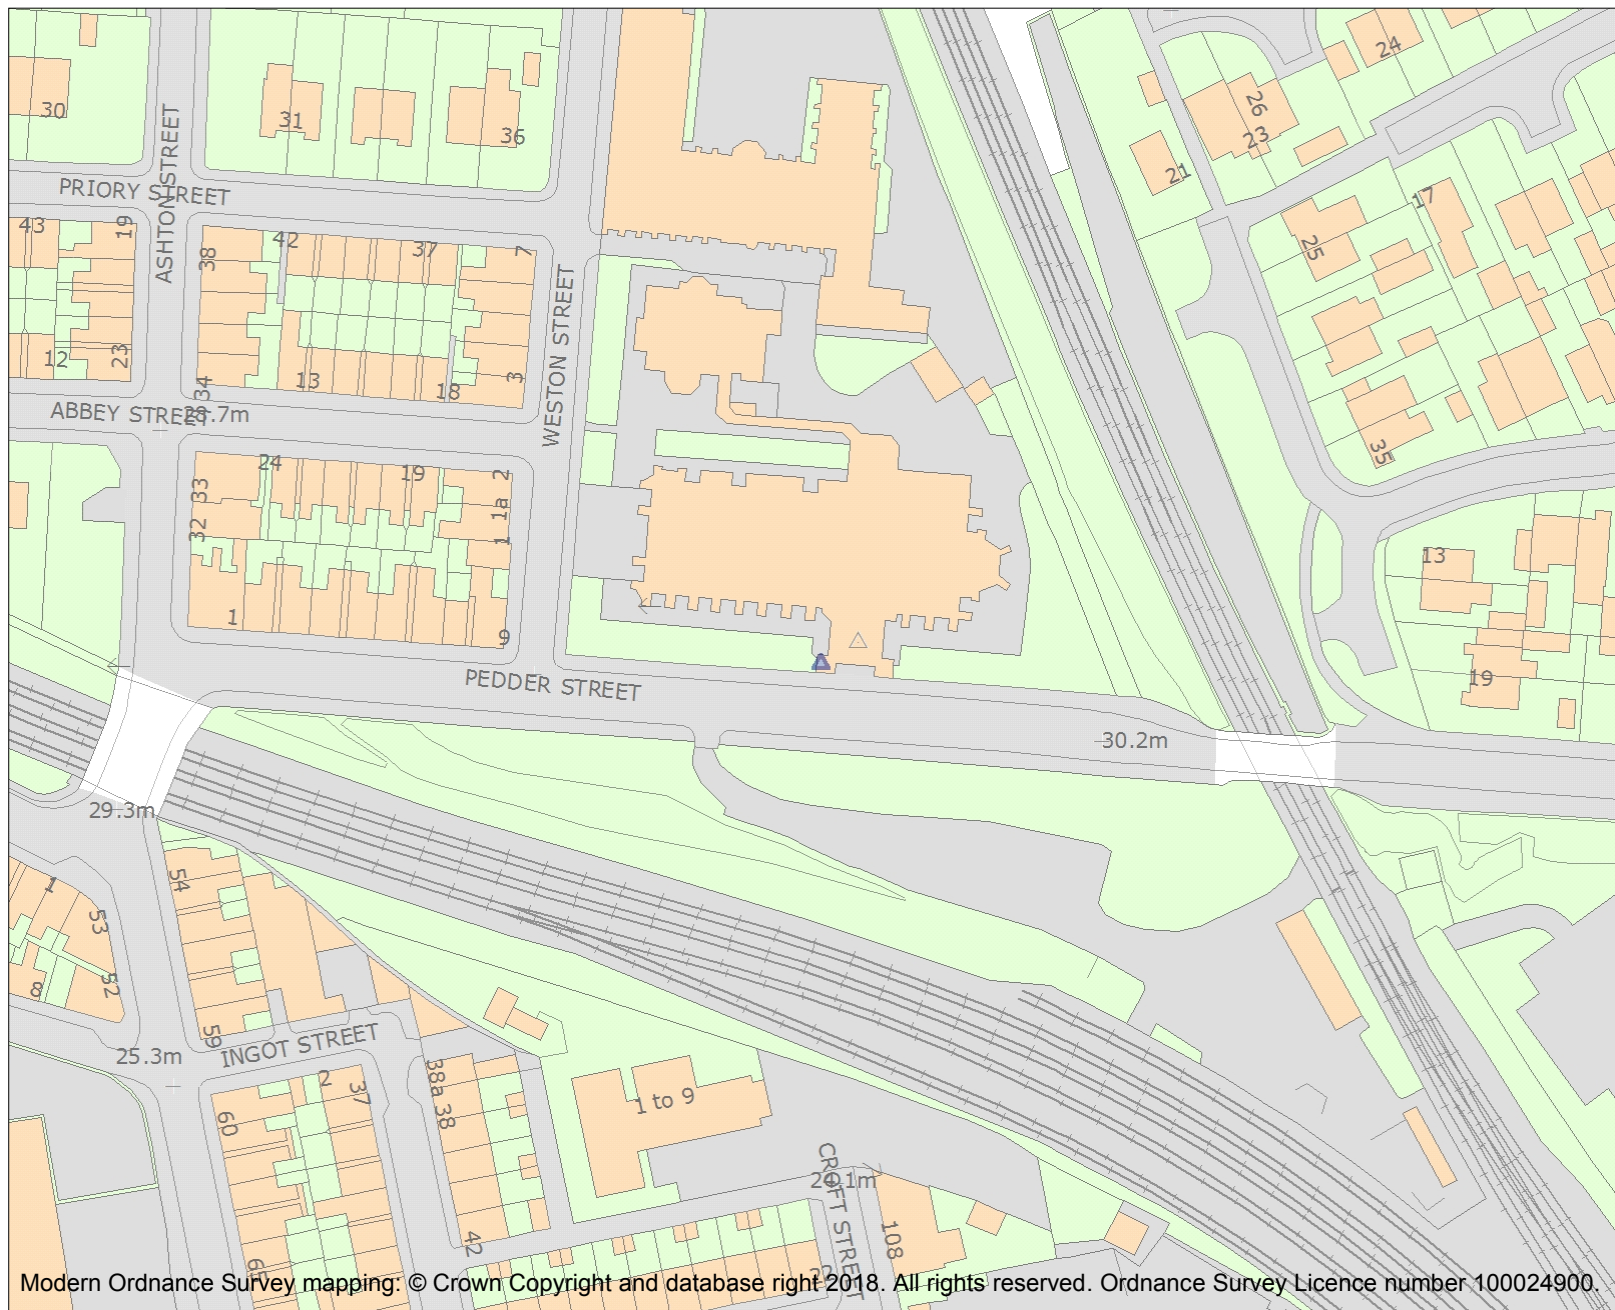 24
26
23
30
31
36
21
ASHTON STREET
PRIORY STREET
17
43
19
38
42
37
7
25
WESTON STREET
12
23
34
13
18
3
ABBEY STREET
28.7m
35
24
19
2
33
1a
32
1
13
1
9
PEDDER STREET
19
30.2m
29.3m
54
1
53
52
8
59
INGOT STREET
25.3m
2
37
38a
38
60
1 to 9
CROFT STREET
24.1m
108
42
Modern Ordnance Survey mapping: © Crown Copyright and database right 2018. All rights reserved. Ordnance Survey Licence number 100024900.